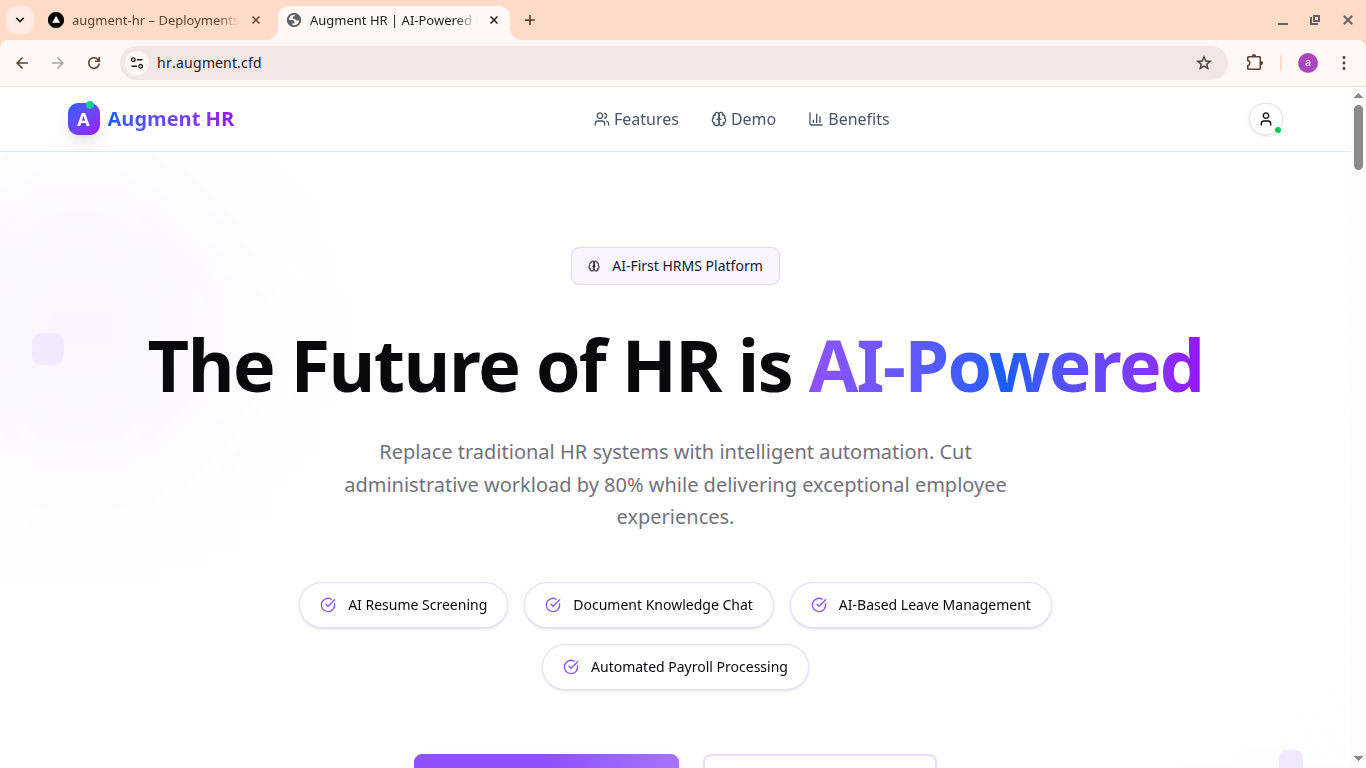 augment-hr – Deployments
Augment HR | AI-Powered
hr.augment.cfd
a
A
Augment HR
Features
Demo
Benefits
AI-First HRMS Platform
The Future of HR is AI-Powered
Replace traditional HR systems with intelligent automation. Cut
administrative workload by 80% while delivering exceptional employee
experiences.
AI Resume Screening
Document Knowledge Chat
AI-Based Leave Management
Automated Payroll Processing